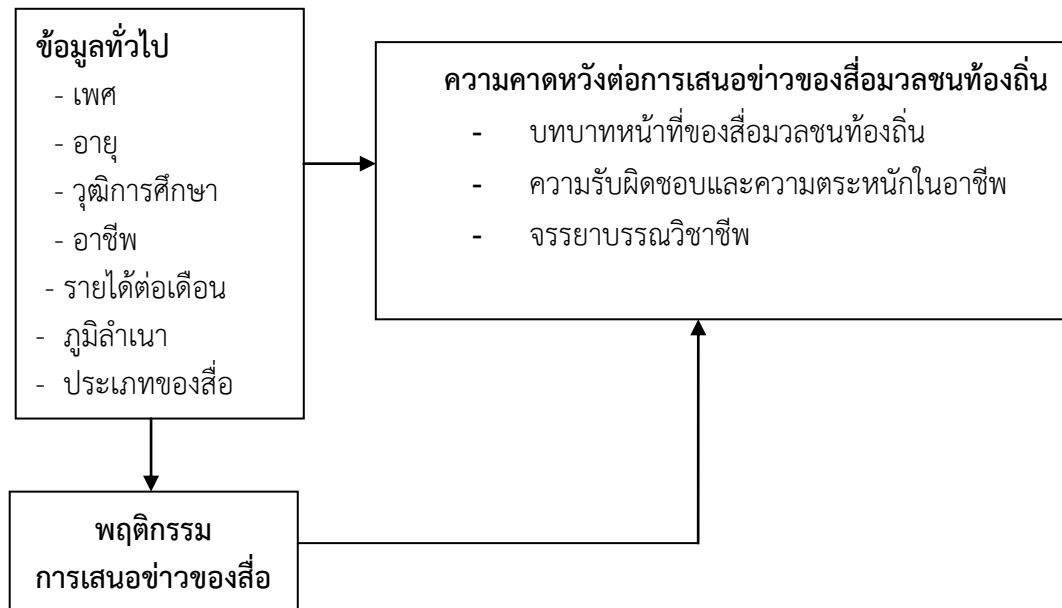 ข้อมูลทั่วไป
- เพศ
- อายุ
- วุฒิการศึกษา
- อาชีพ
- รายได้ต่อเดือน
- ภูมิลำเนา
- ประเภทของสื่อ
ความคาดหวังต่อการเสนอข่าวของสื่อมวลชนท้องถิ่น
- บทบาทหน้าที่ของสื่อมวลชนท้องถิ่น
- ความรับผิดชอบและความตระหนักในอาชีพ
- จรรยาบรรณวิชาชีพ
พฤติกรรม
การเสนอข่าวของสื่อ